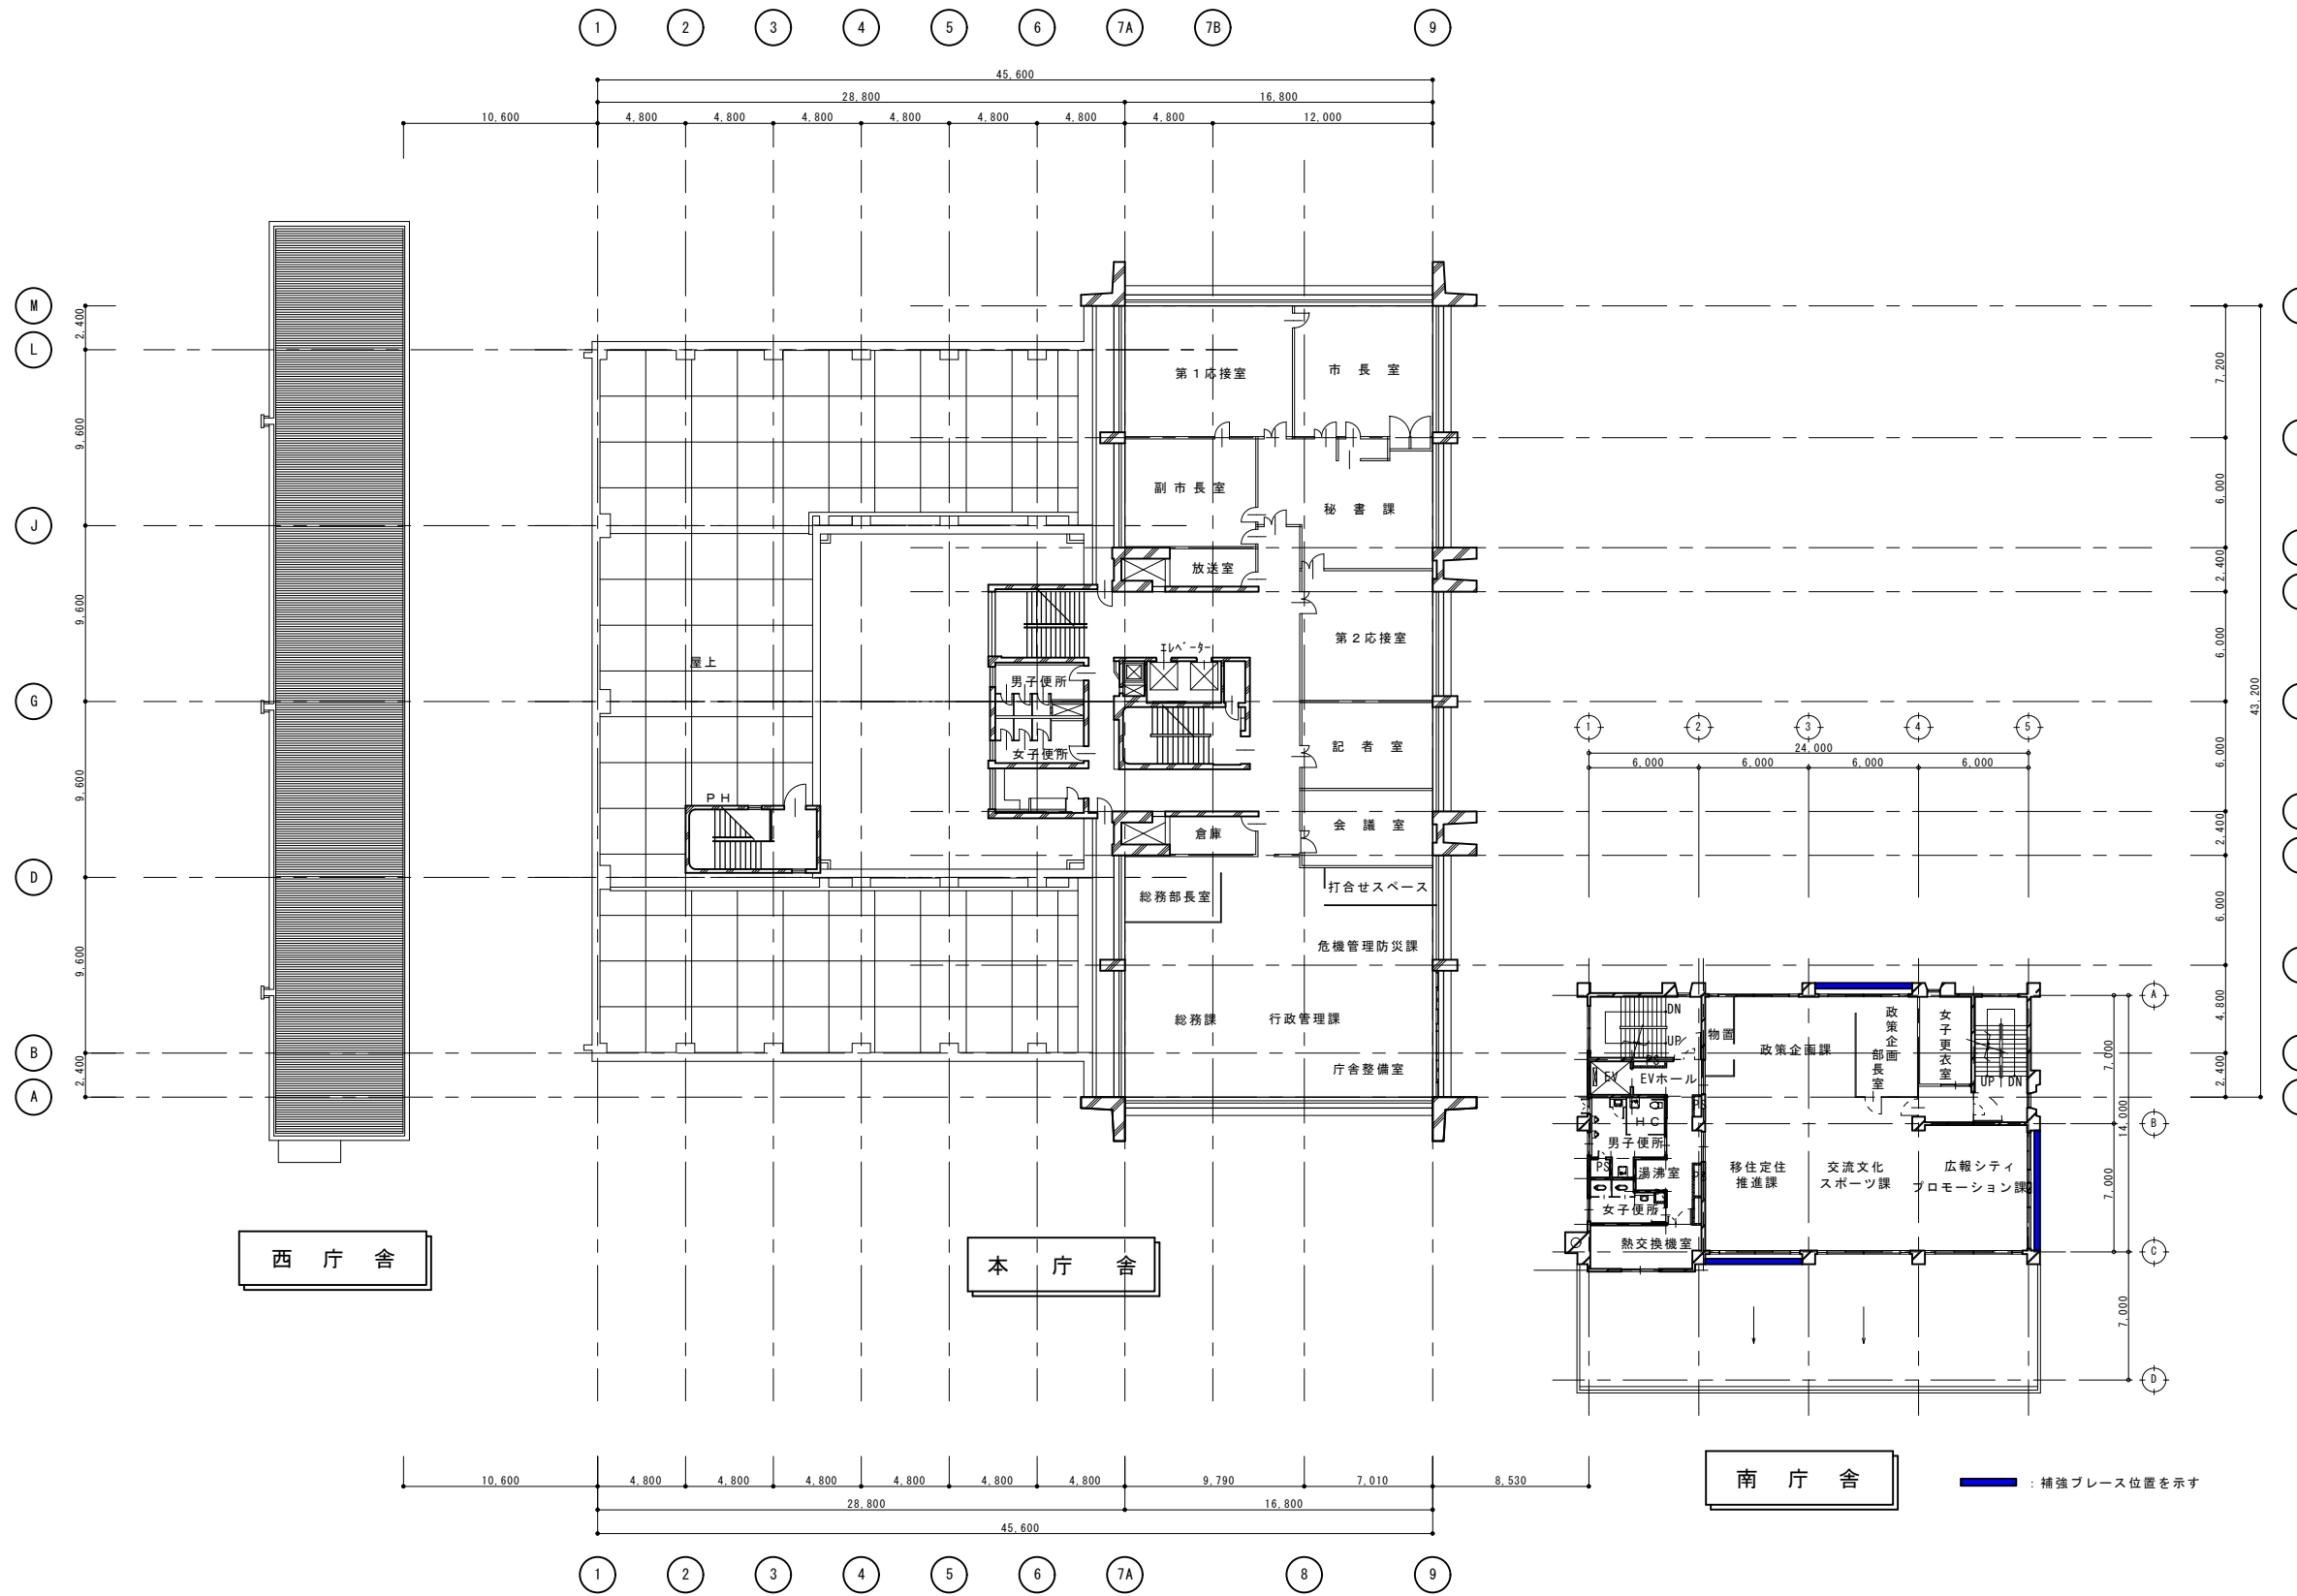 1 2 3 4 5 6 7A 7B 9
45,600
28,800 16,800
10,600 4,800 4,800 4,800 4,800 4,800 4,800 4,800 12,000
M
2,400
L
9,600
J
9,600
G
9,600
D
9,600
B
2,400
A
7,200
6,000
2,400
6,000
6,000
2,400
6,000
4,800
2,400
43,200
第1応接室
市長室
副市長室
秘書課
放送室
第2応接室
エレベーター
屋上
男子便所
女子便所
記者室
PH
倉庫
会議室
総務部長室
打合せスペース
危機管理防災課
総務課 行政管理課
庁舎整備室
1 2 3 4 5
24,000
6,000 6,000 6,000 6,000
A
B
C
D
7,000
7,000
14,000
7,000
DN
UP
物置
政策企画課
政策企画
部長室
女子更衣室
UP DN
PS
EV
EVホール
HC
男子便所
PS
湯沸室
女子便所
熱交換機室
移住定住
推進課
交流文化
スポーツ課
広報シティ
プロモーション課
西庁舎
本庁舎
南庁舎
:補強ブレース位置を示す
10,600 4,800 4,800 4,800 4,800 4,800 4,800 9,790 7,010 8,530
28,800 16,800
45,600
1 2 3 4 5 6 7A 8 9